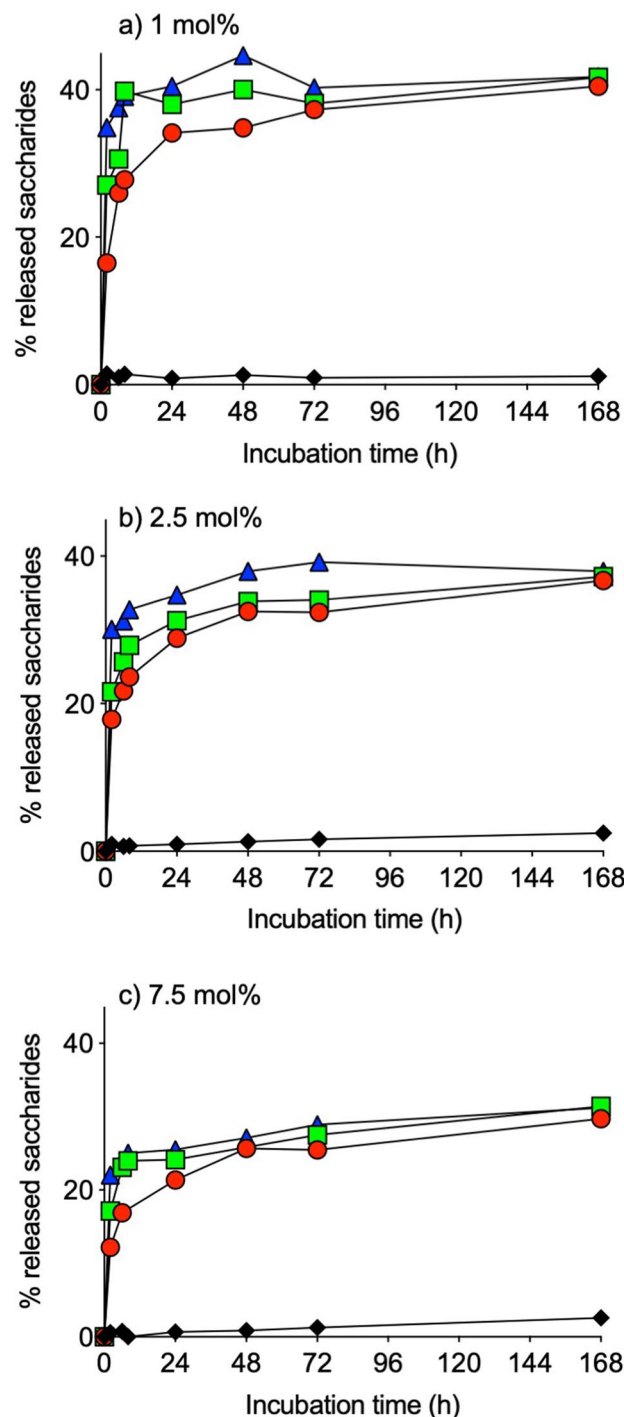 a) 1 mol%
% released saccharides
40
20
0
0 24 48 72 96 120 144 168
Incubation time (h)
b) 2.5 mol%
% released saccharides
40
20
0
0 24 48 72 96 120 144 168
Incubation time (h)
c) 7.5 mol%
% released saccharides
40
20
0
0 24 48 72 96 120 144 168
Incubation time (h)